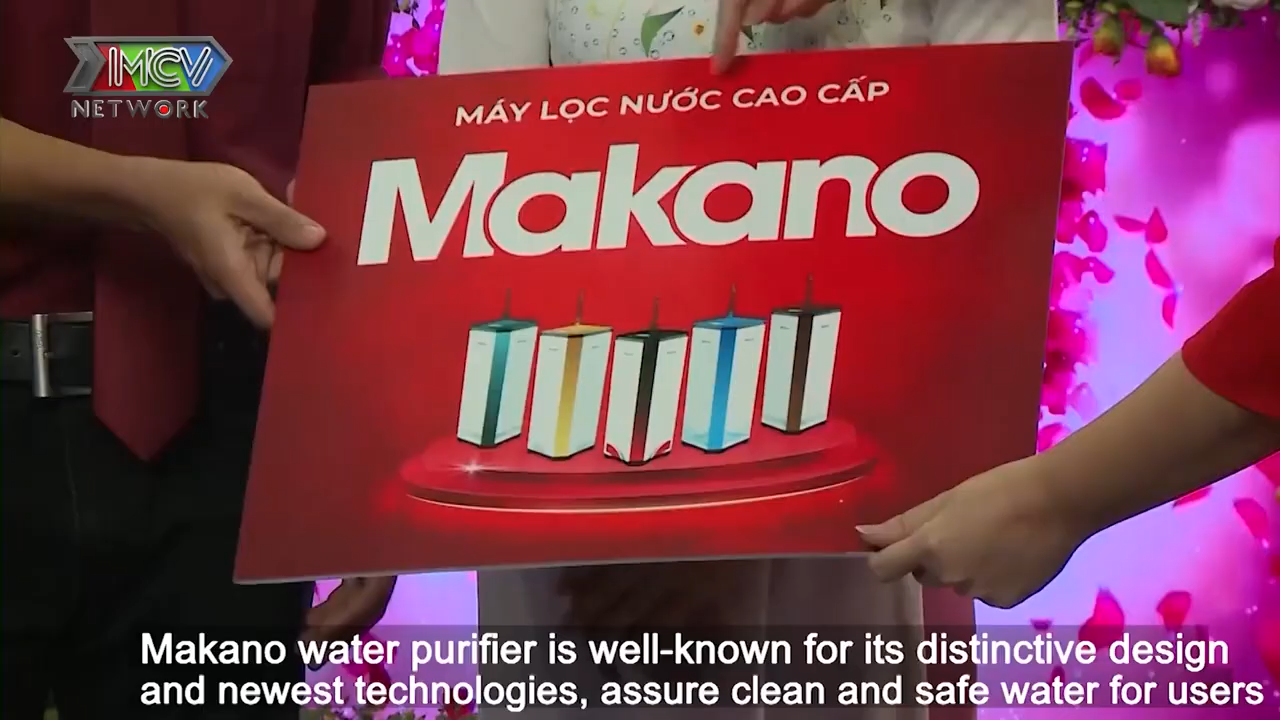 MCV
NETWORK
MÁY LỌC NƯỚC CAO CẤP
Makano
Makano water purifier is well-known for its distinctive design
and newest technologies, assure clean and safe water for users